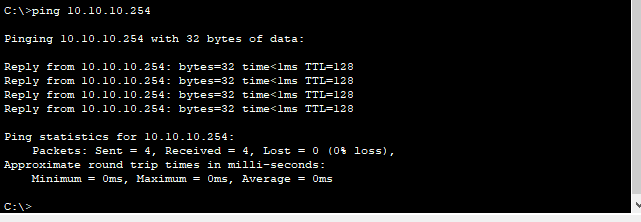 C:\>ping 10.10.10.254
Pinging 10.10.10.254 with 32 bytes of data:
Reply from 10.10.10.254: bytes=32 time<1ms TTL=128
Reply from 10.10.10.254: bytes=32 time<1ms TTL=128
Reply from 10.10.10.254: bytes=32 time<1ms TTL=128
Reply from 10.10.10.254: bytes=32 time<1ms TTL=128
Ping statistics for 10.10.10.254:
Packets: Sent = 4, Received = 4, Lost = 0 (0% loss),
Approximate round trip times in milli-seconds:
Minimum = 0ms, Maximum = 0ms, Average = 0ms
C:\>